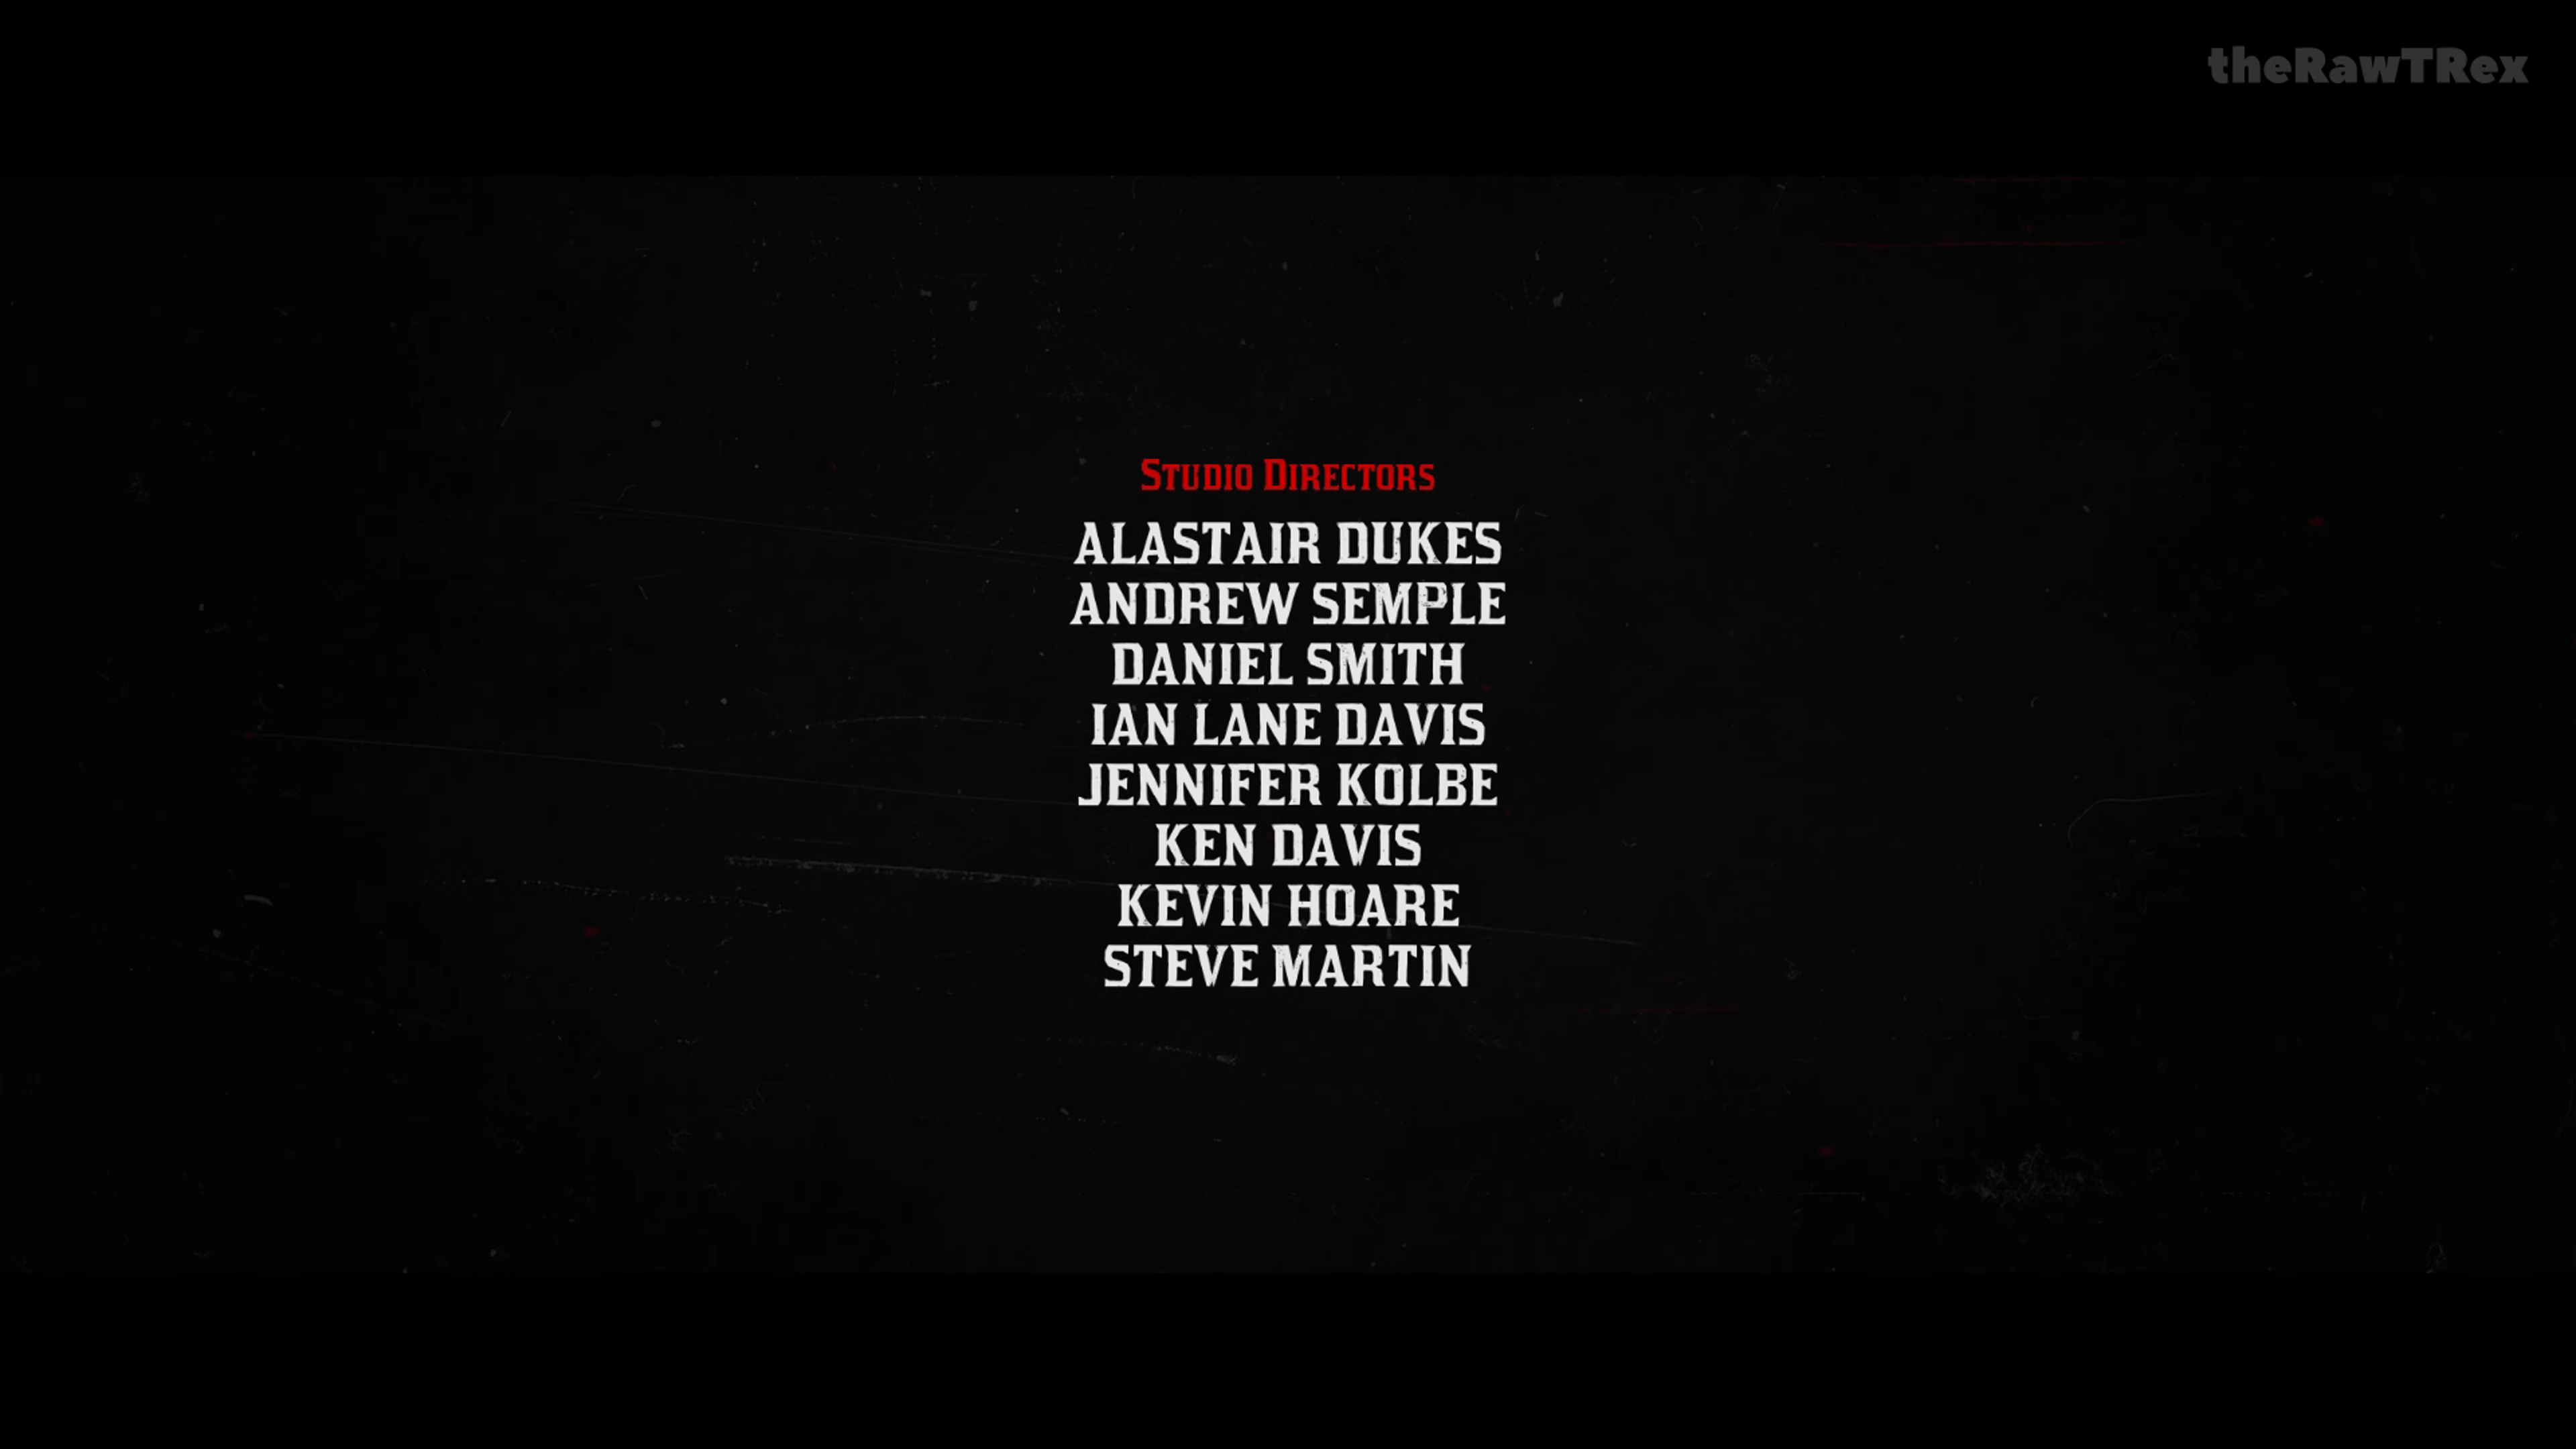 theRawTRex
Studio Directors
ALASTAIR DUKES
ANDREW SEMPLE
DANIEL SMITH
IAN LANE DAVIS
JENNIFER KOLBE
KEN DAVIS
KEVIN HOARE
STEVE MARTIN